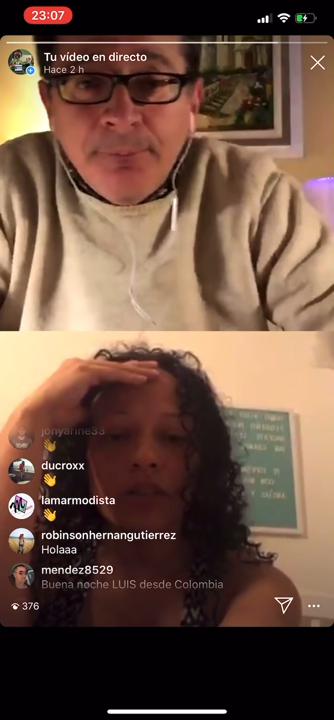 23:07
Tu vídeo en directo
Hace 2 h
jonyarine33
👋
ducroxx
👋
lamarmodista
👋
robinsonhernangutierrez
Holaaa
mendez8529
Buena noche LUIS desde Colombia
376